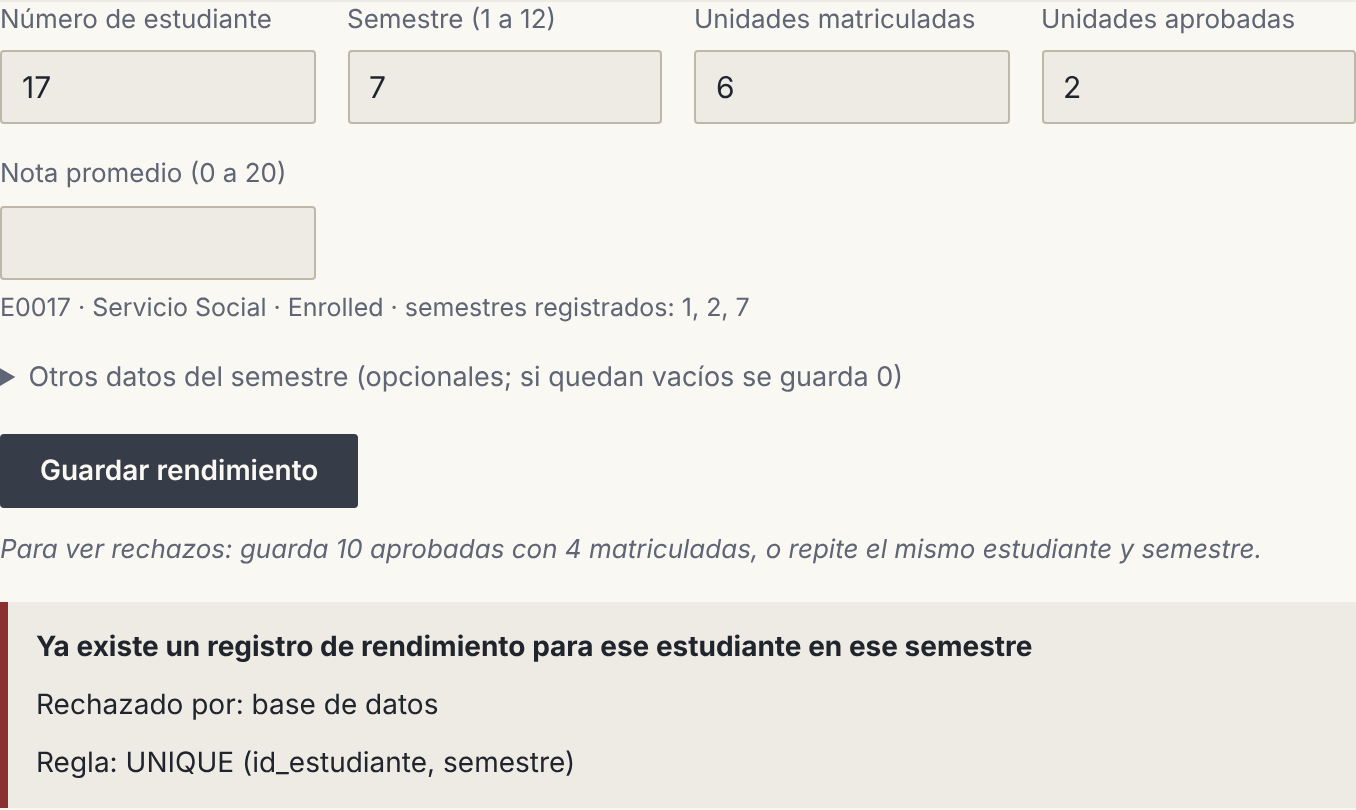 Número de estudiante
Semestre (1 a 12)
Unidades matriculadas
Unidades aprobadas
17
7
6
2
Nota promedio (0 a 20)
E0017 · Servicio Social · Enrolled · semestres registrados: 1, 2, 7
Otros datos del semestre (opcionales; si quedan vacíos se guarda 0)
Guardar rendimiento
Para ver rechazos: guarda 10 aprobadas con 4 matriculadas, o repite el mismo estudiante y semestre.
Ya existe un registro de rendimiento para ese estudiante en ese semestre
Rechazado por: base de datos
Regla: UNIQUE (id_estudiante, semestre)